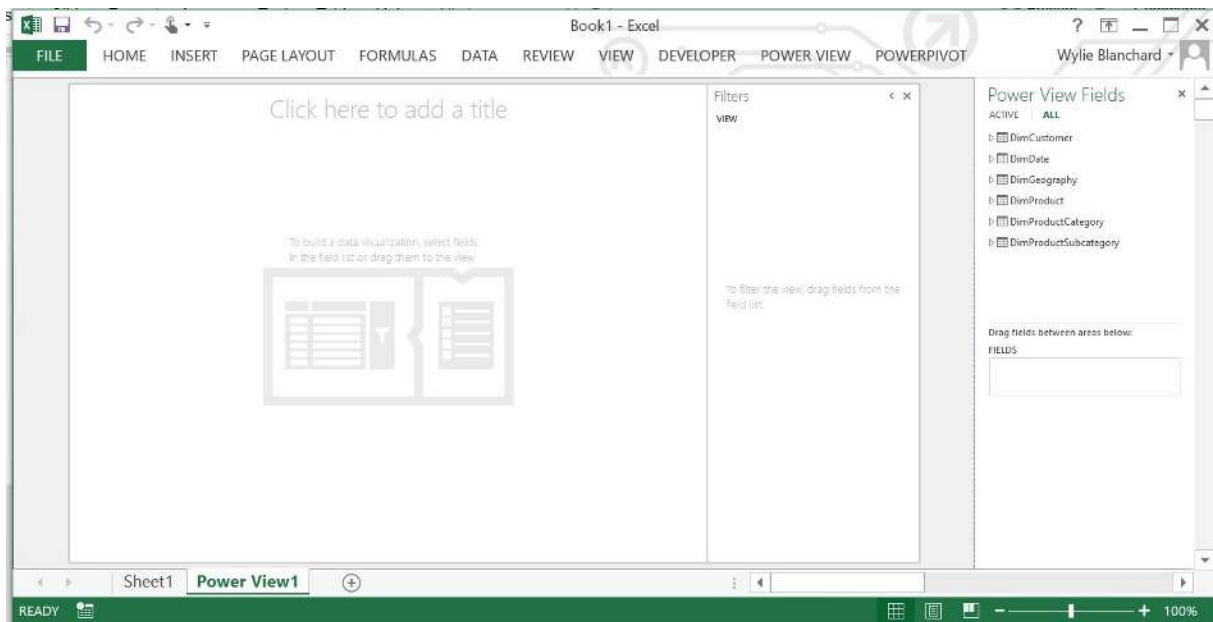 Book1 - Excel
FILE HOME INSERT PAGE LAYOUT FORMULAS DATA REVIEW VIEW DEVELOPER POWER VIEW POWERPIVOT Wylie Blanchard
Click here to add a title
To build a data visualization, select fields
in the field list or drag them to the view
Filters
VIEW
To filter the view, drag fields from the
field list.
Power View Fields
ACTIVE ALL
DimCustomer
DimDate
DimGeography
DimProduct
DimProductCategory
DimProductSubcategory
Drag fields between areas below:
FIELDS
Sheet1 Power View1
READY 100%